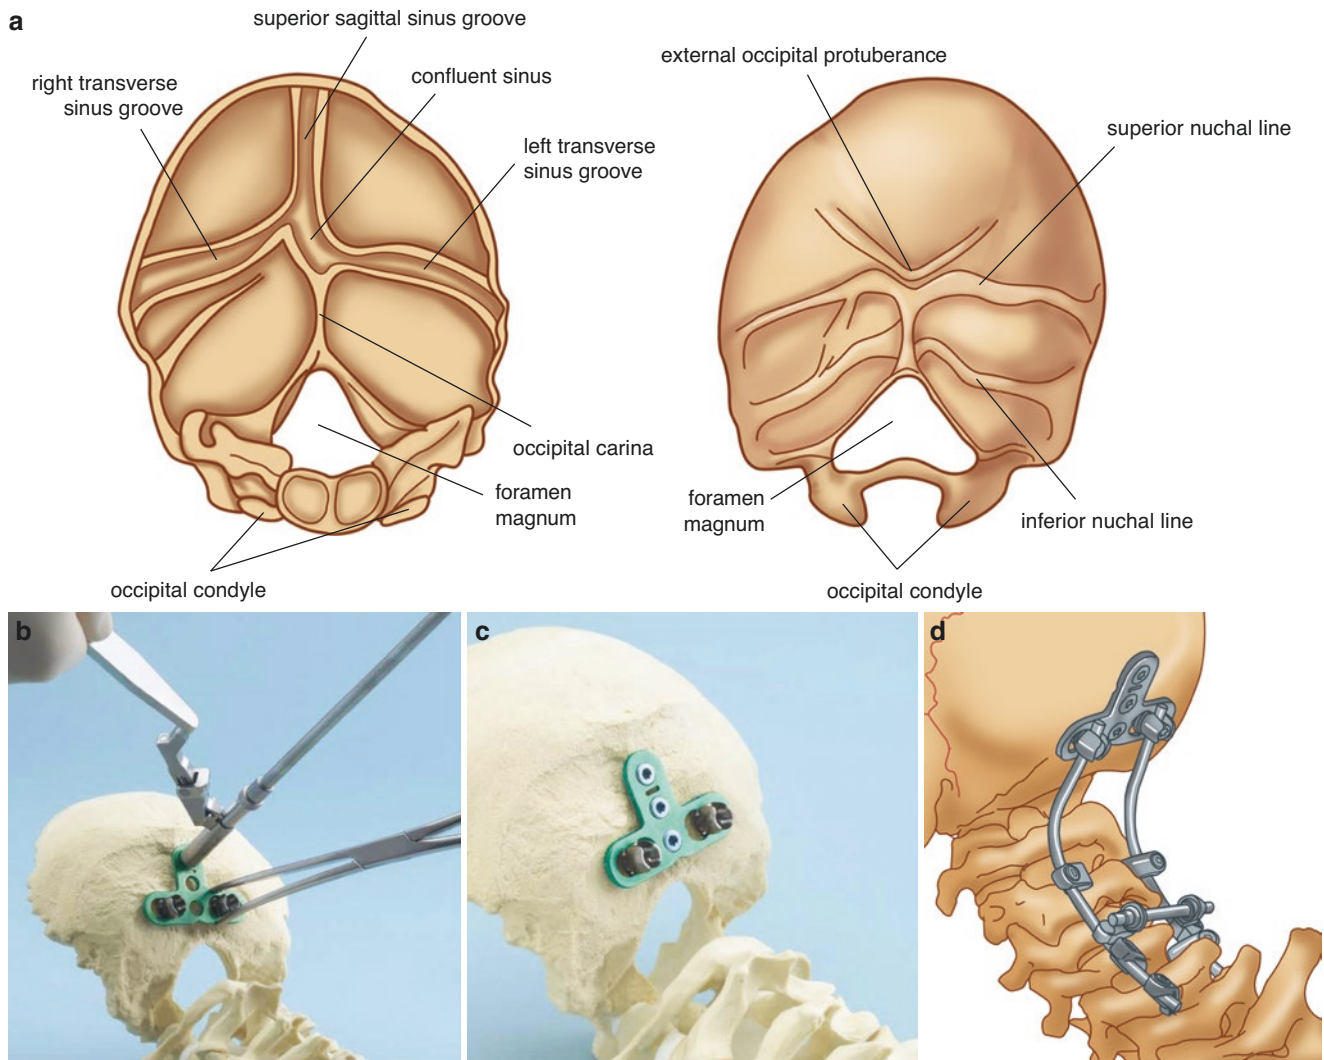 a
superior sagittal sinus groove
right transverse
sinus groove
confluent sinus
left transverse
sinus groove
occipital carina
foramen
magnum
occipital condyle
external occipital protuberance
superior nuchal line
foramen
magnum
inferior nuchal line
occipital condyle
b
c
d